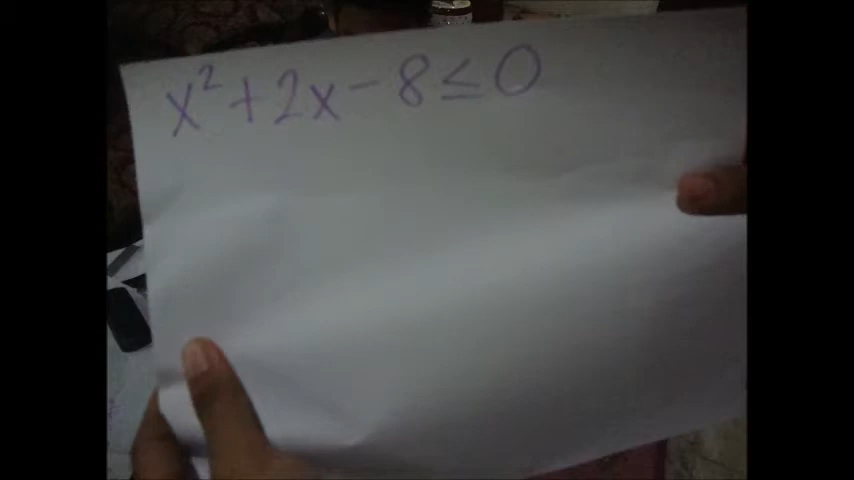 x² + 2x - 8 ≤ 0